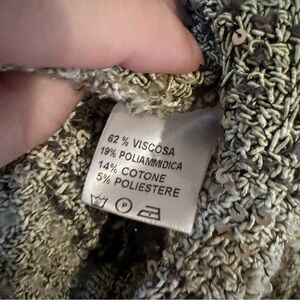 62 % VISCOSA
19% POLIAMMIDICA
14% COTONE
5% POLIESTERE
P